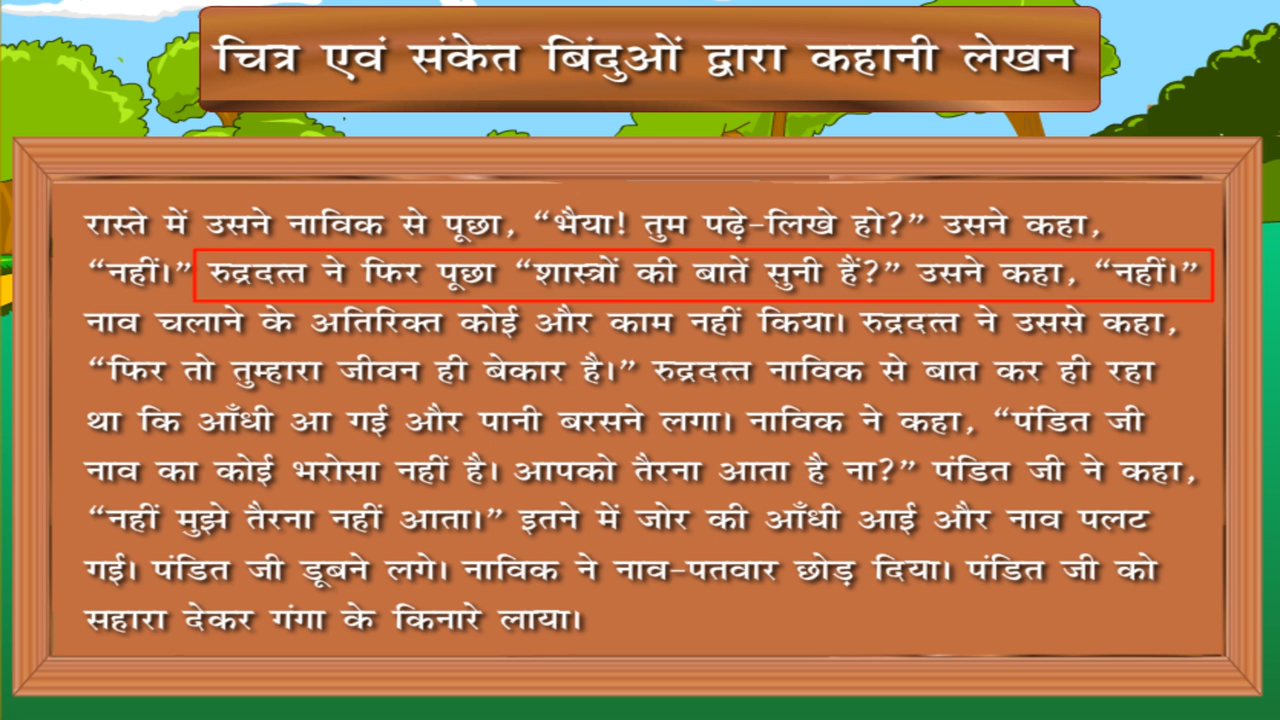 चित्र एवं संकेत बिंदुओं द्वारा कहानी लेखन
रास्ते में उसने नाविक से पूछा, “भैया! तुम पढ़े-लिखे हो?” उसने कहा,
“नहीं।” रुद्रदत्त ने फिर पूछा “शास्त्रों की बातें सुनी हैं?” उसने कहा, “नहीं।”
नाव चलाने के अतिरिक्त कोई और काम नहीं किया। रुद्रदत्त ने उससे कहा,
“फिर तो तुम्हारा जीवन ही बेकार है।” रुद्रदत्त नाविक से बात कर ही रहा
था कि आँधी आ गई और पानी बरसने लगा। नाविक ने कहा, “पंडित जी
नाव का कोई भरोसा नहीं है। आपको तैरना आता है ना?” पंडित जी ने कहा,
“नहीं मुझे तैरना नहीं आता।” इतने में जोर की आँधी आई और नाव पलट
गई। पंडित जी डूबने लगे। नाविक ने नाव-पतवार छोड़ दिया। पंडित जी को
सहारा देकर गंगा के किनारे लाया।